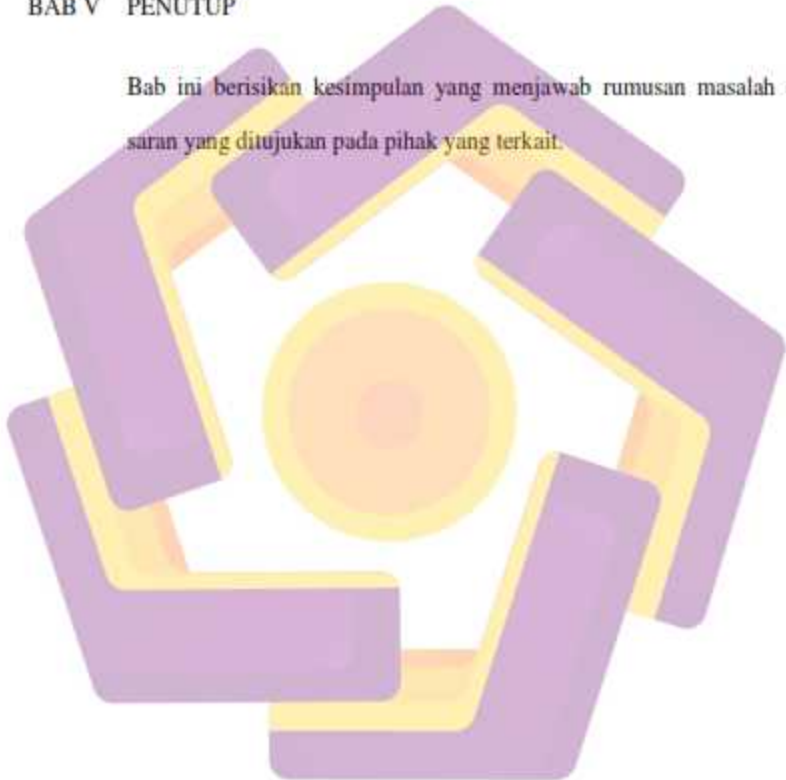 BAB V PENUTUP
Bab ini berisikan kesimpulan yang menjawab rumusan masalah
saran yang ditujukan pada pihak yang terkait.